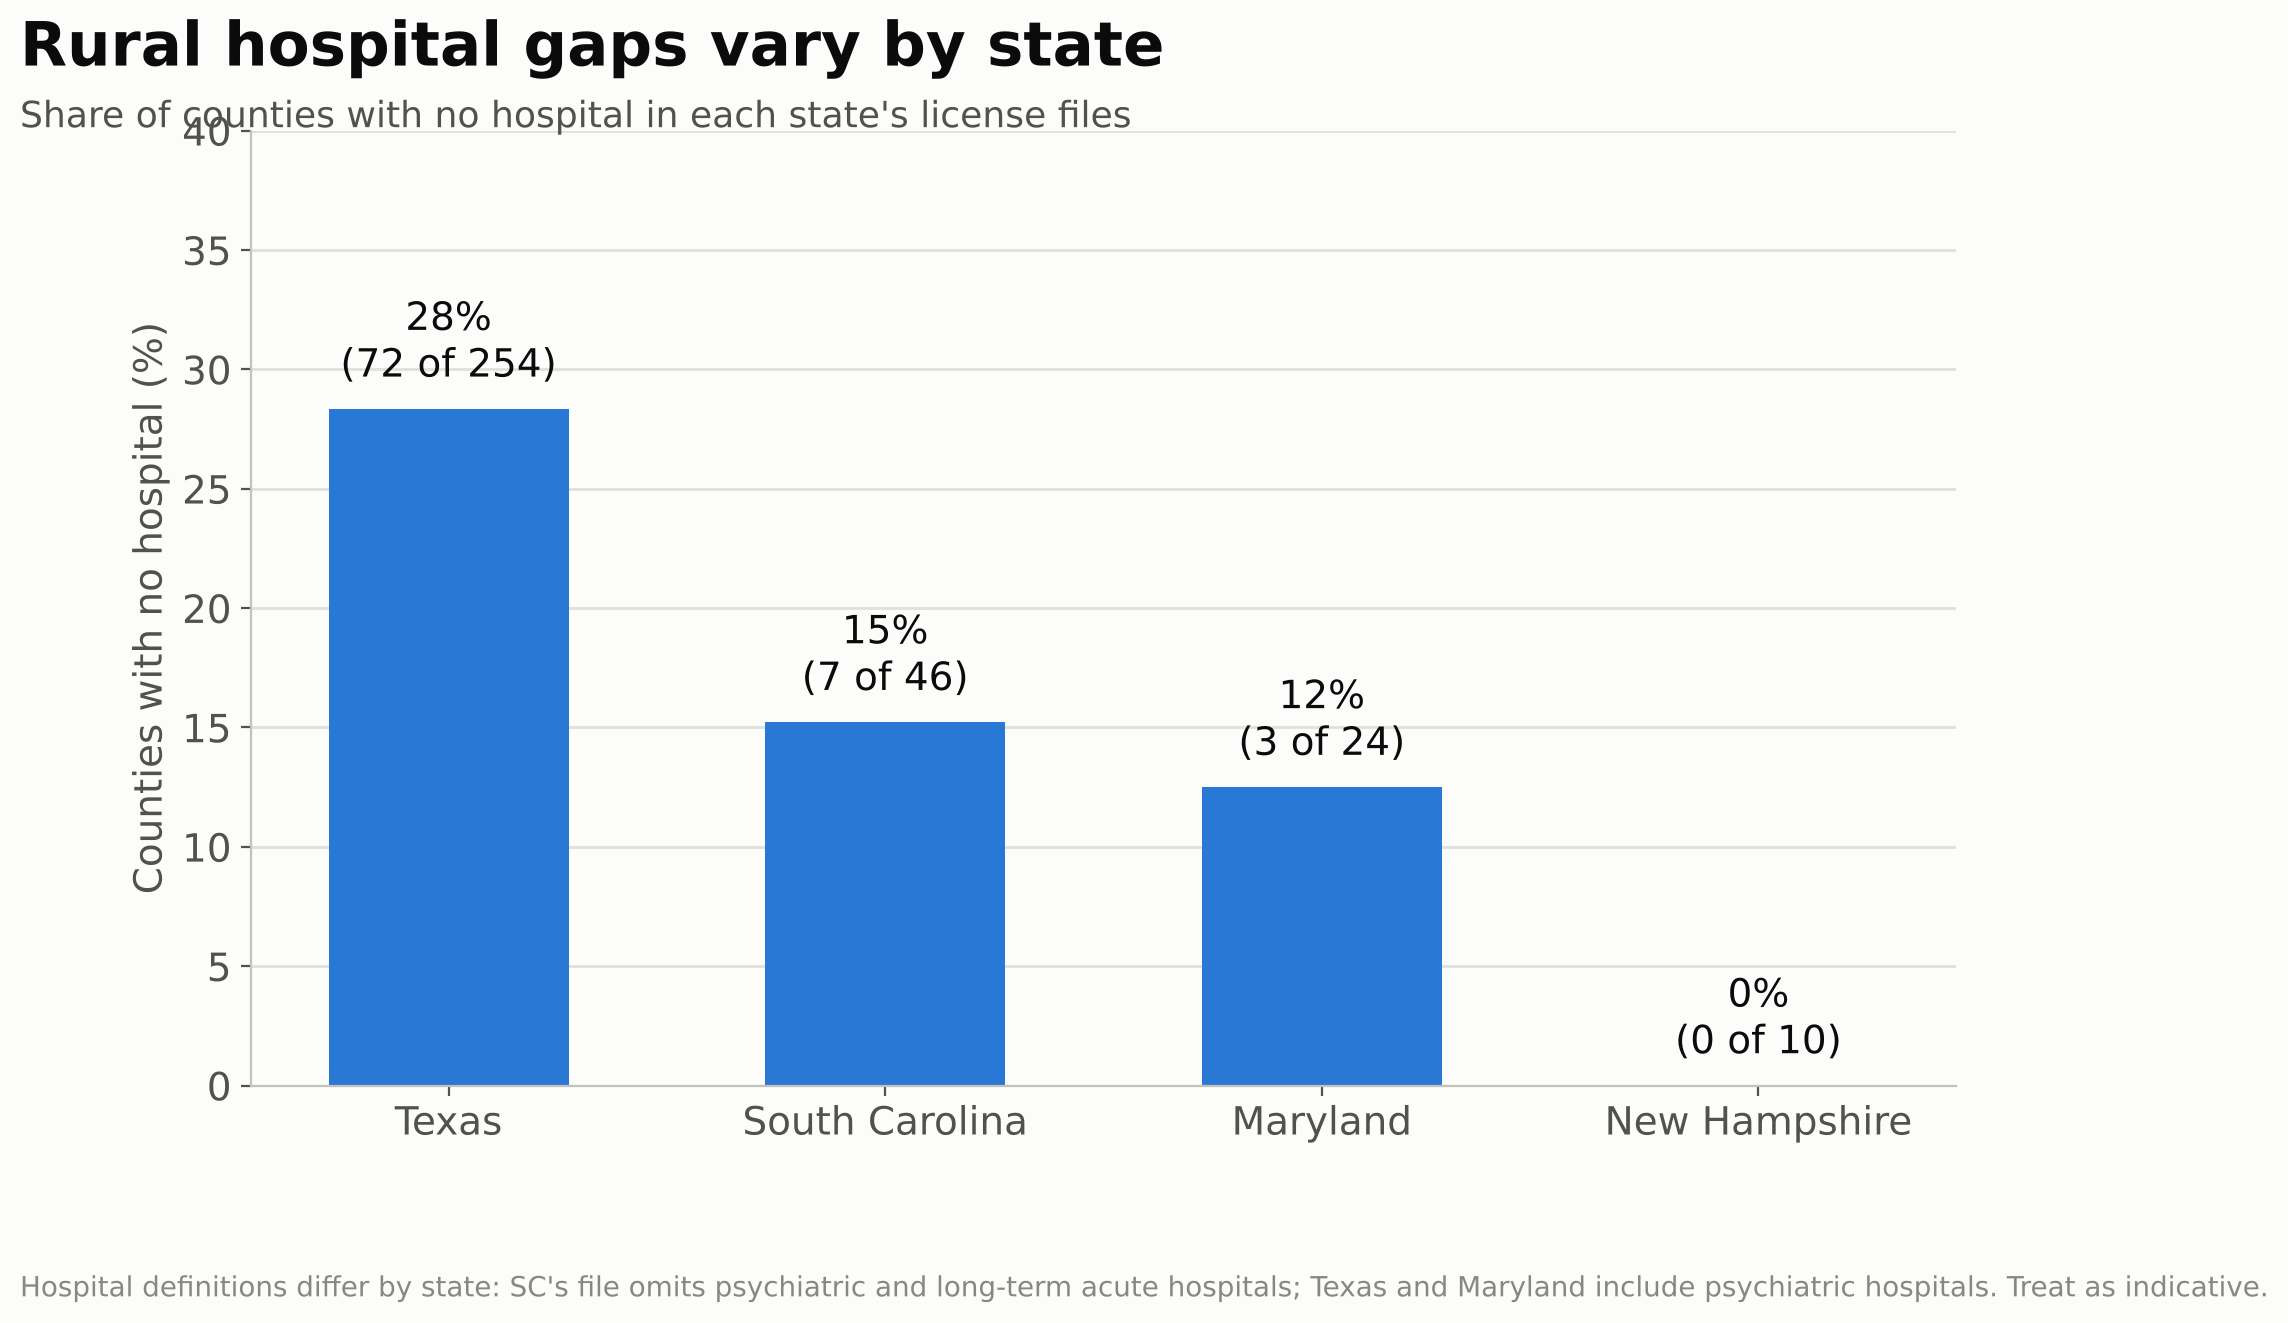 Rural hospital gaps vary by state
Share of counties with no hospital in each state's license files
Counties with no hospital (%)
40
35
30
25
20
15
10
5
0
28%
(72 of 254)
15%
(7 of 46)
12%
(3 of 24)
0%
(0 of 10)
Texas
South Carolina
Maryland
New Hampshire
Hospital definitions differ by state: SC's file omits psychiatric and long-term acute hospitals; Texas and Maryland include psychiatric hospitals. Treat as indicative.